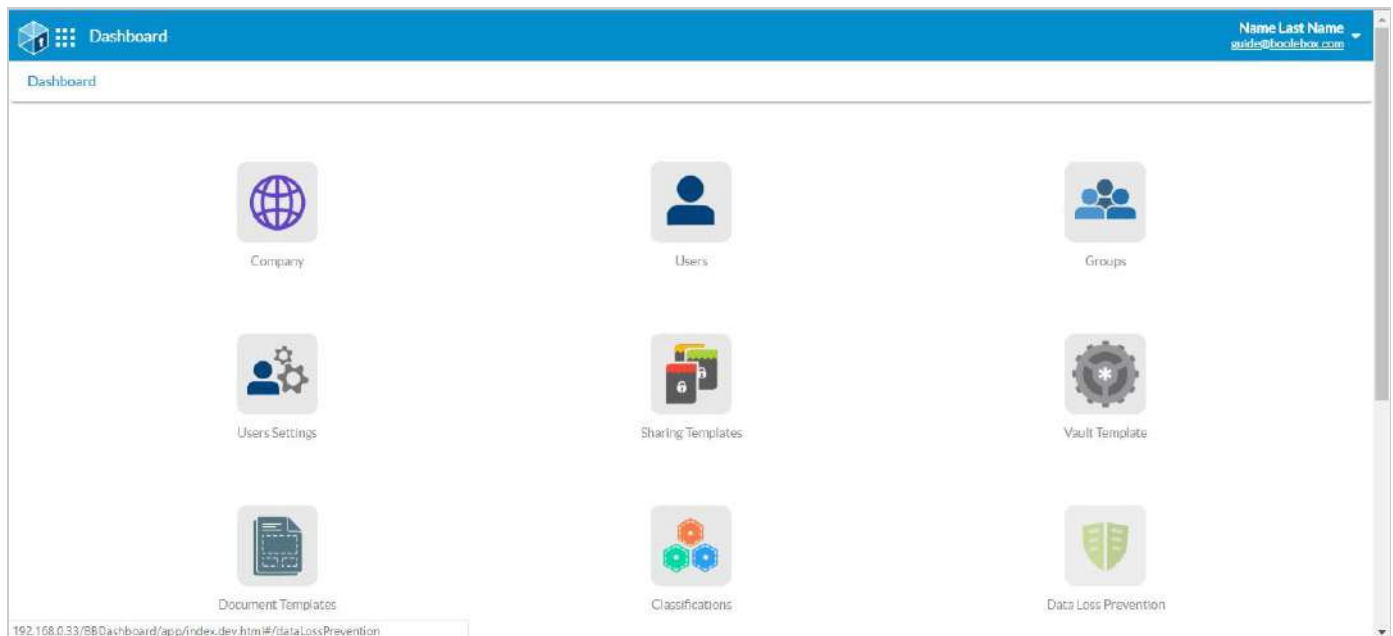 Dashboard
Name Last Name
guide@boolebox.com
Dashboard
Company
Users
Groups
Users Settings
Sharing Templates
Vault Template
Document Templates
Classifications
Data Loss Prevention
192.168.0.33/BBDashboard/app/index.dev.html#/dataLossPrevention